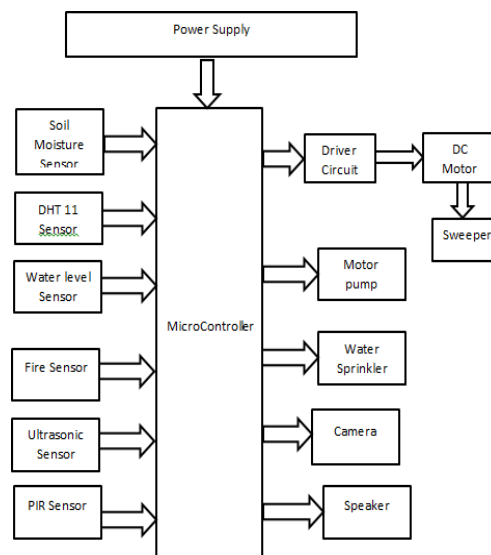 Power Supply
Soil
Moisture
Sensor
DHT 11
Sensor
Water level
Sensor
Fire Sensor
Ultrasonic
Sensor
PIR Sensor
MicroController
Driver
Circuit
DC
Motor
Sweeper
Motor
pump
Water
Sprinkler
Camera
Speaker